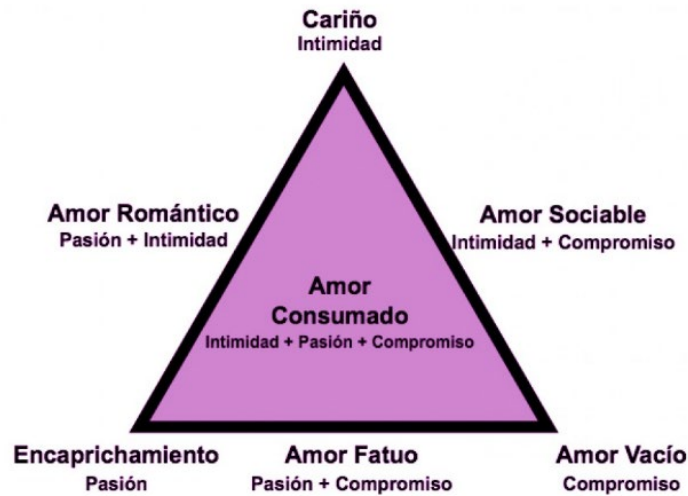 Cariño
Intimidad
Amor Romántico
Pasión + Intimidad
Amor Sociable
Intimidad + Compromiso
Amor
Consumado
Intimidad + Pasión + Compromiso
Encaprichamiento
Pasión
Amor Fatuo
Pasión + Compromiso
Amor Vacío
Compromiso